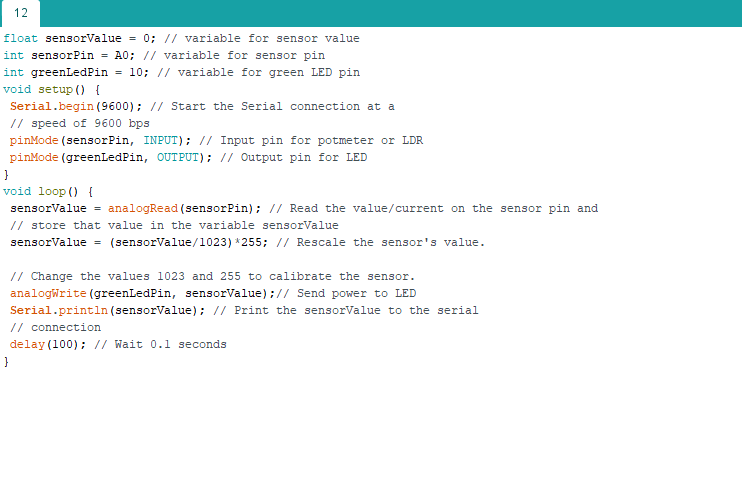 12
float sensorValue = 0; // variable for sensor value
int sensorPin = A0; // variable for sensor pin
int greenLedPin = 10; // variable for green LED pin
void setup() {
 Serial.begin(9600); // Start the Serial connection at a
 // speed of 9600 bps
 pinMode(sensorPin, INPUT); // Input pin for potmeter or LDR
 pinMode(greenLedPin, OUTPUT); // Output pin for LED
}
void loop() {
 sensorValue = analogRead(sensorPin); // Read the value/current on the sensor pin and
 // store that value in the variable sensorValue
 sensorValue = (sensorValue/1023)*255; // Rescale the sensor's value.
 // Change the values 1023 and 255 to calibrate the sensor.
 analogWrite(greenLedPin, sensorValue);// Send power to LED
 Serial.println(sensorValue); // Print the sensorValue to the serial
 // connection
 delay(100); // Wait 0.1 seconds
}